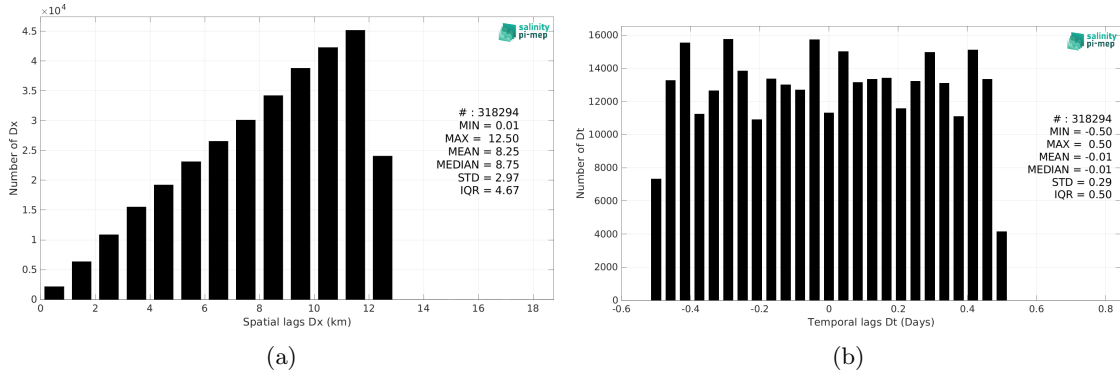 ×10⁴
4.5
4
3.5
3
2.5
2
1.5
1
0.5
0
Number of Dx
salinity
pi-mep
# : 318294
MIN = 0.01
MAX = 12.50
MEAN = 8.25
MEDIAN = 8.75
STD = 2.97
IQR = 4.67
0 2 4 6 8 10 12 14 16 18
Spatial lags Dx (km)
(a)
16000
14000
12000
10000
8000
6000
4000
2000
0
Number of Dt
salinity
pi-mep
# : 318294
MIN = -0.50
MAX = 0.50
MEAN = -0.01
MEDIAN = -0.01
STD = 0.29
IQR = 0.50
-0.6 -0.4 -0.2 0 0.2 0.4 0.6 0.8
Temporal lags Dt (Days)
(b)